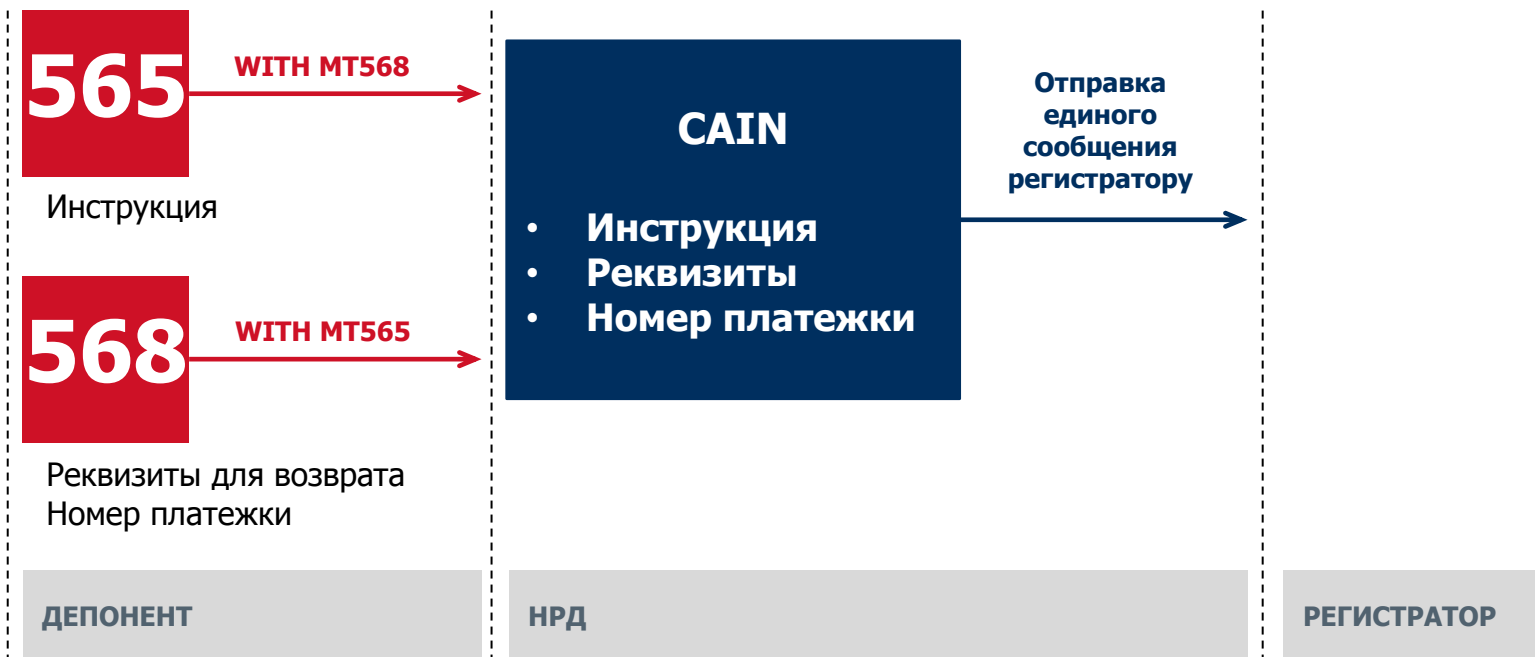 565
WITH MT568
Инструкция
568
WITH MT565
Реквизиты для возврата
Номер платежки
CAIN
• Инструкция
• Реквизиты
• Номер платежки
Отправка
единого
сообщения
регистратору
ДЕПОНЕНТ
НРД
РЕГИСТРАТОР